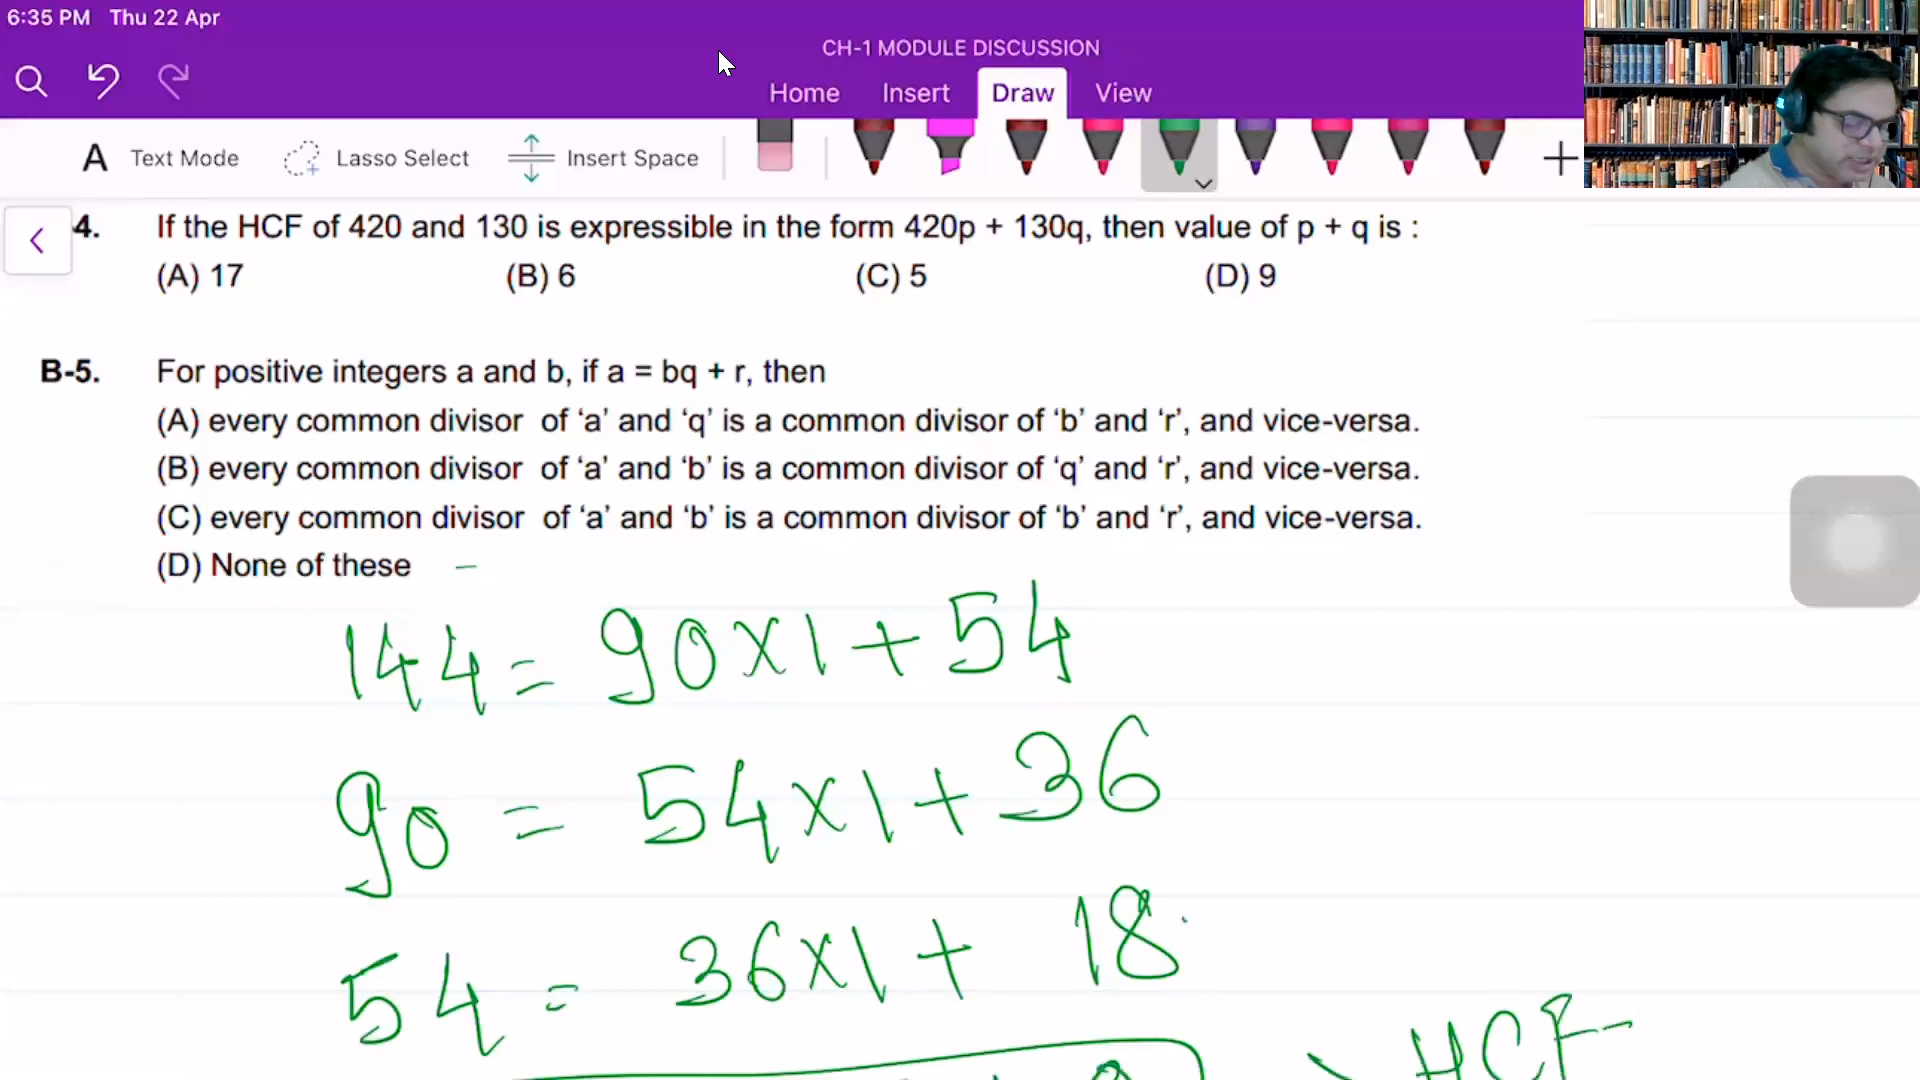 6:35 PM Thu 22 Apr
CH-1 MODULE DISCUSSION
Home Insert Draw View
A Text Mode Lasso Select Insert Space
4. If the HCF of 420 and 130 is expressible in the form 420p + 130q, then value of p + q is :
(A) 17 (B) 6 (C) 5 (D) 9
B-5. For positive integers a and b, if a = bq + r, then
(A) every common divisor of ‘a’ and ‘q’ is a common divisor of ‘b’ and ‘r’, and vice-versa.
(B) every common divisor of ‘a’ and ‘b’ is a common divisor of ‘q’ and ‘r’, and vice-versa.
(C) every common divisor of ‘a’ and ‘b’ is a common divisor of ‘b’ and ‘r’, and vice-versa.
(D) None of these
144 = 90 x 1 + 54
90 = 54 x 1 + 36
54 = 36 x 1 + 18
HCF